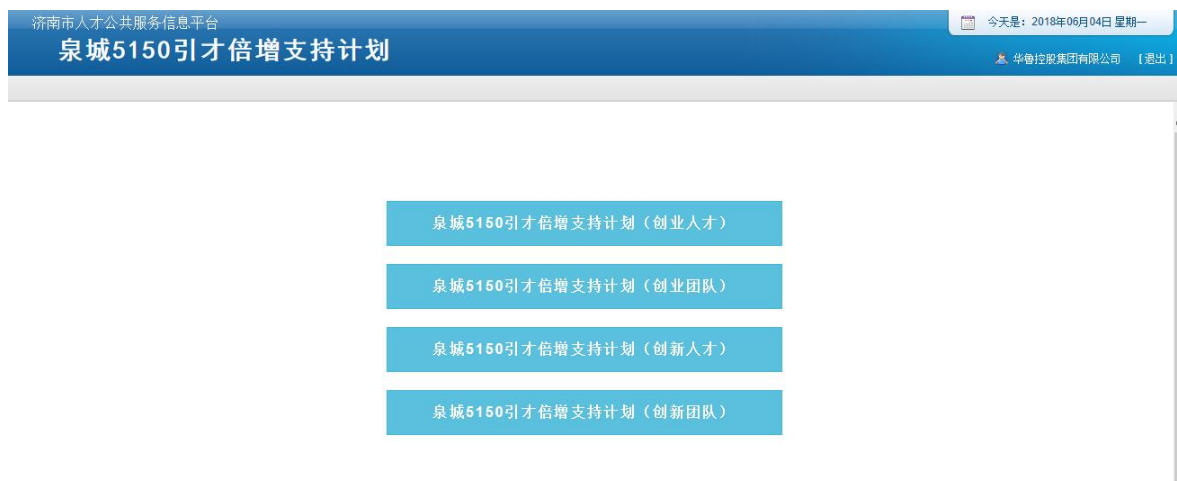 济南市人才公共服务信息平台
泉城5150引才倍增支持计划
今天是：2018年06月04日 星期一
华鲁控股集团有限公司 [退出]
泉城5150引才倍增支持计划（创业人才）
泉城5150引才倍增支持计划（创业团队）
泉城5150引才倍增支持计划（创新人才）
泉城5150引才倍增支持计划（创新团队）